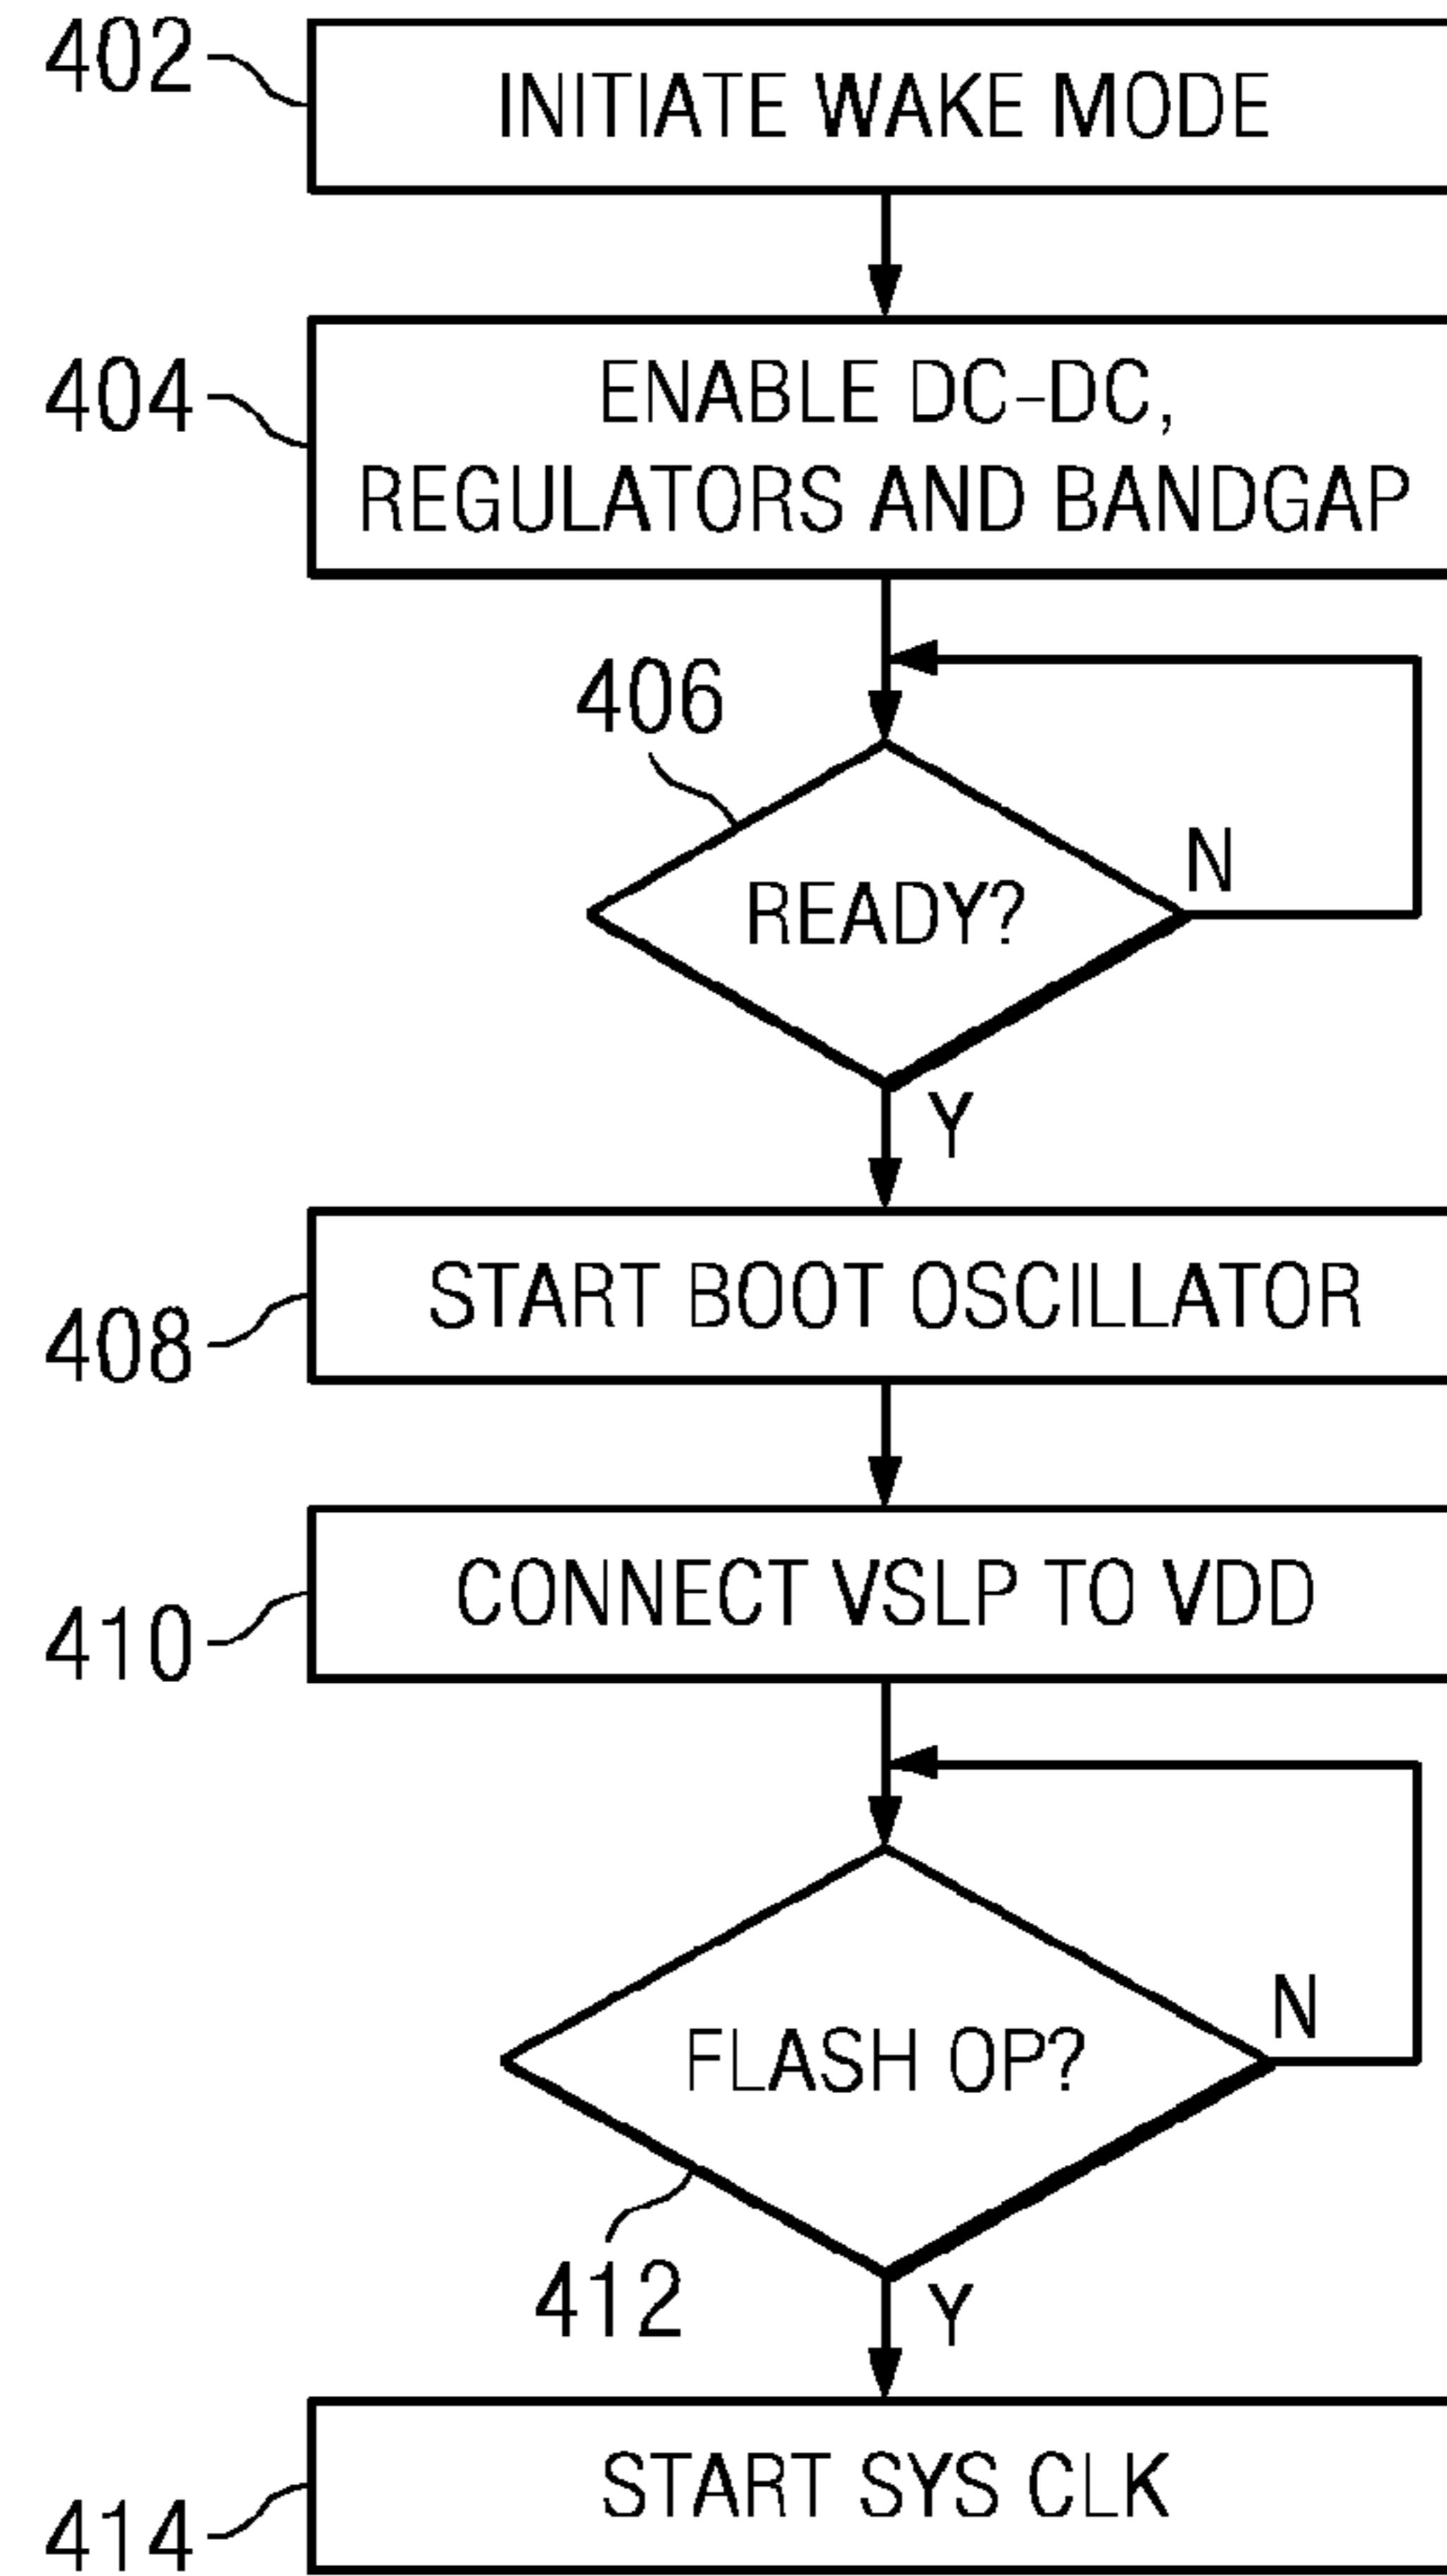 402
INITIATE WAKE MODE
404
ENABLE DC-DC,
REGULATORS AND BANDGAP
406
READY?
N
Y
408
START BOOT OSCILLATOR
410
CONNECT VSLP TO VDD
412
FLASH OP?
N
Y
414
START SYS CLK